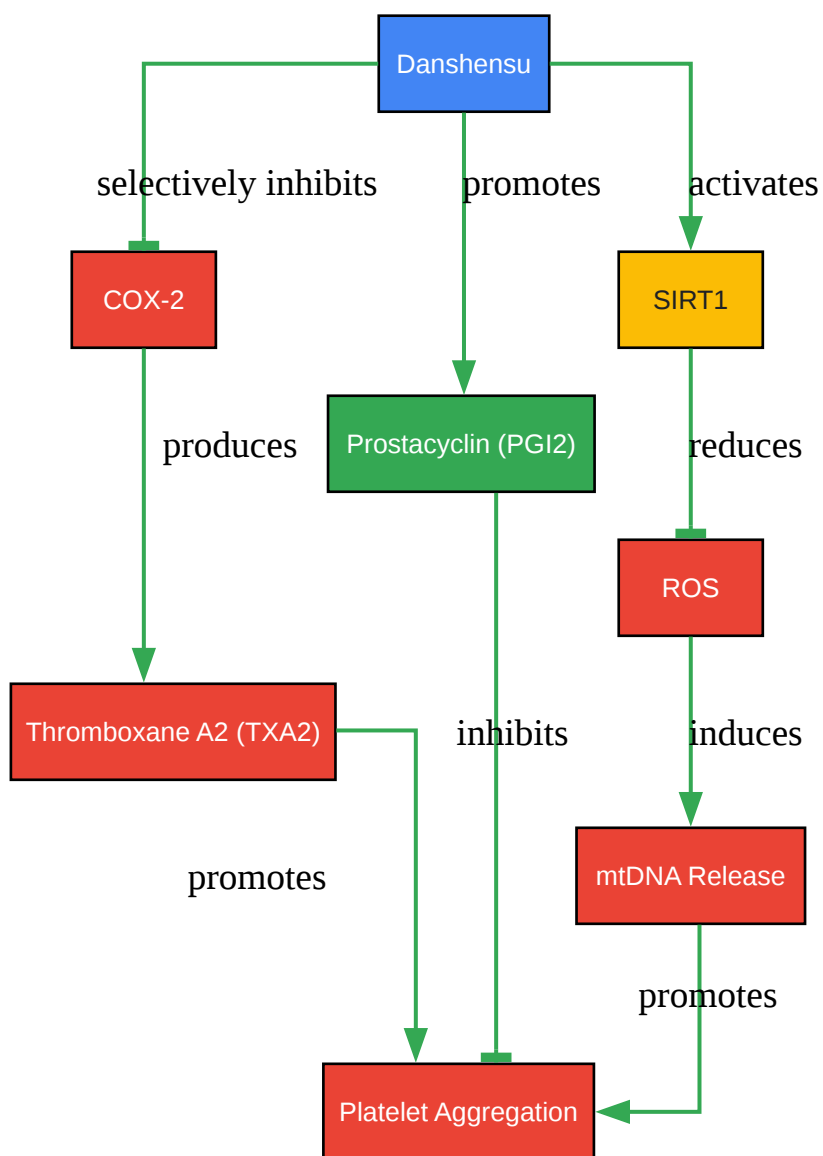 Danshensu
selectively inhibits
promotes
activates
COX-2
SIRT1
produces
Prostacyclin (PGI2)
reduces
ROS
Thromboxane A2 (TXA2)
inhibits
induces
promotes
mtDNA Release
promotes
Platelet Aggregation